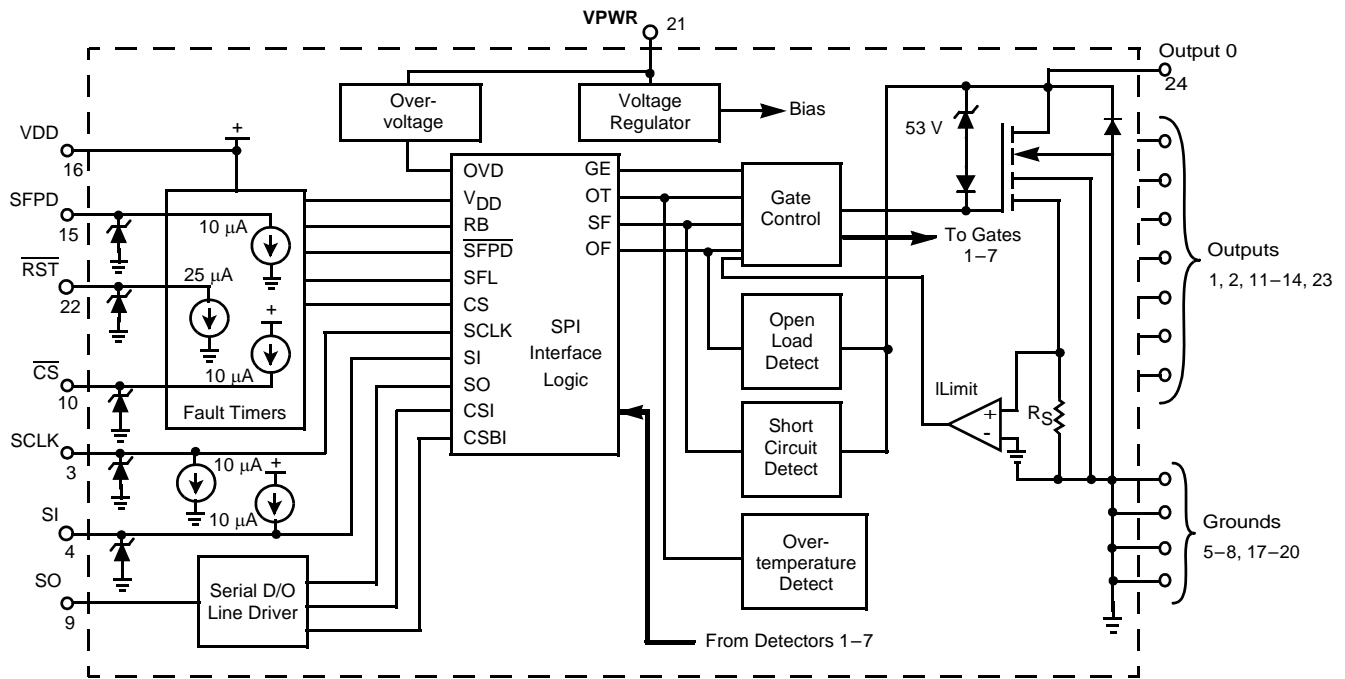 VPWR
21
Output 0
24
Over-
voltage
Voltage
Regulator
Bias
53 V
VDD
+
16
OVD
VDD
RB
SFPD
SFL
CS
SCLK
SI
SO
CSI
CSBI
GE
OT
SF
OF
SPI
Interface
Logic
Gate
Control
To Gates
1–7
Outputs
1, 2, 11–14, 23
SFPD
15
10 µA
RST
22
25 µA
+
10 µA
CS
10
Fault Timers
Open
Load
Detect
ILimit
+
-
RS
Short
Circuit
Detect
SCLK
3
10 µA
+
10 µA
SI
4
Grounds
5–8, 17–20
Over-
temperature
Detect
SO
9
Serial D/O
Line Driver
From Detectors 1–7